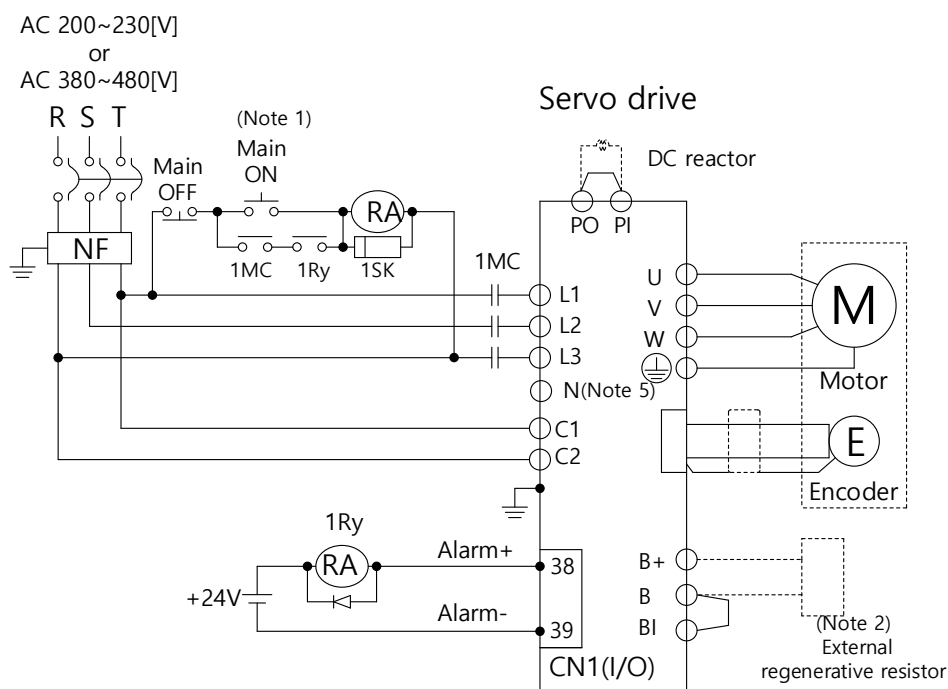 AC 200~230[V]
or
AC 380~480[V]
R S T
(Note 1)
Main
ON
Main
OFF
RA
1MC
1Ry
1SK
NF
1MC
Servo drive
DC reactor
PO
PI
L1
L2
L3
N(Note 5)
C1
C2
U
V
W
M
Motor
E
Encoder
1Ry
RA
Alarm+
38
+24V
Alarm-
39
CN1(I/O)
B+
B
BI
(Note 2)
External
regenerative resistor